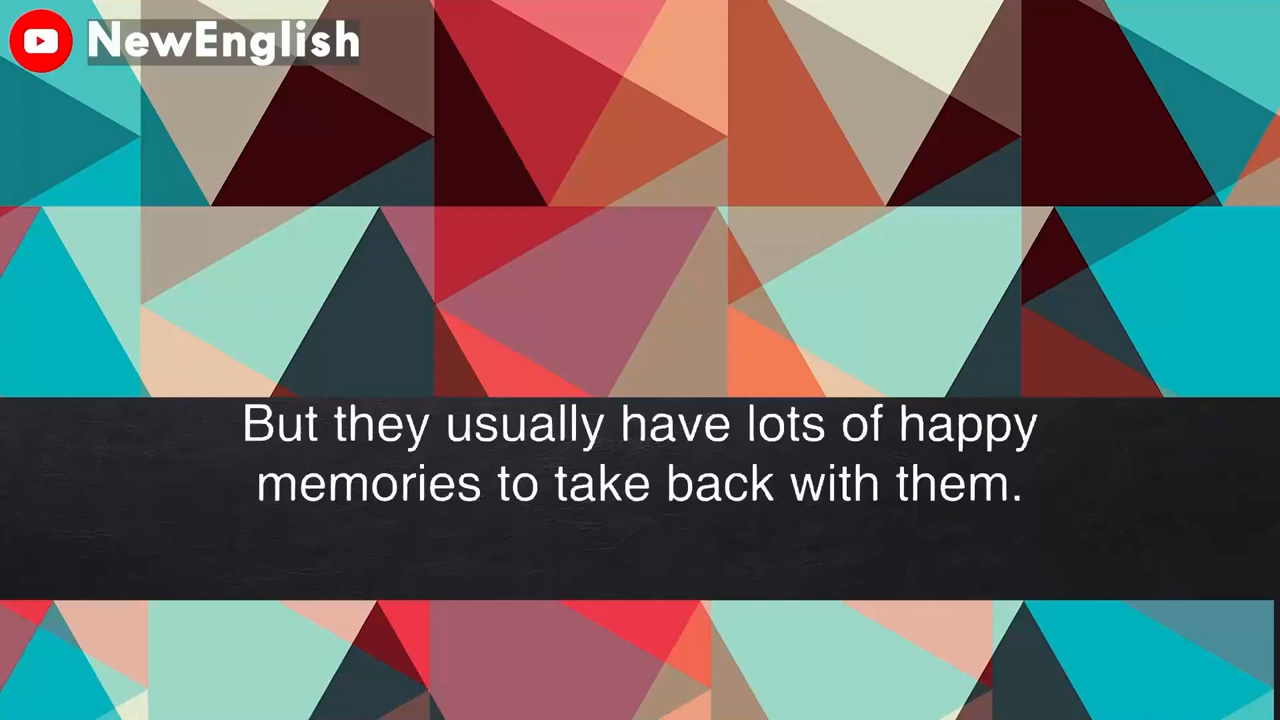 NewEnglish
But they usually have lots of happy
memories to take back with them.